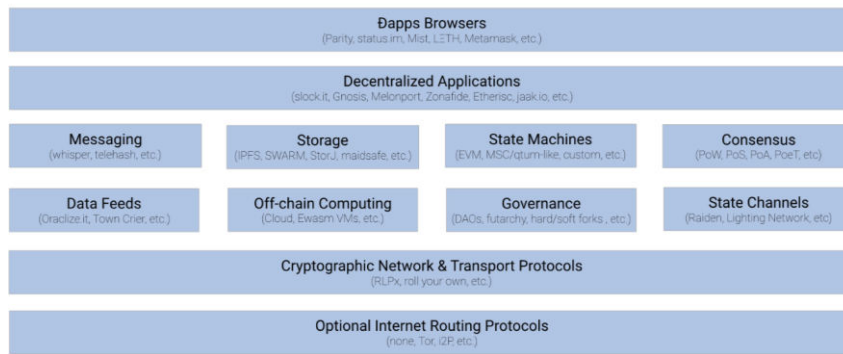 Ðapps Browsers
(Parity, status.im, Mist, LΞTH, Metamask, etc.)
Decentralized Applications
(slock.it, Gnosis, Melonport, Zonafide, Etherisc, jaak.io, etc.)
Messaging
(whisper, telehash, etc.)
Storage
(IPFS, SWARM, StorJ, maidsafe, etc.)
State Machines
(EVM, MSC/qtum-like, custom, etc.)
Consensus
(PoW, PoS, PoA, PoeT, etc)
Data Feeds
(Oraclize.it, Town Crier, etc.)
Off-chain Computing
(Cloud, Ewasm VMs. etc.)
Governance
(DAOs, futarchy, hard/soft forks , etc.)
State Channels
(Raiden, Lighting Network, etc)
Cryptographic Network & Transport Protocols
(RLPx, roll your own, etc.)
Optional Internet Routing Protocols
(none, Tor, i2P, etc.)